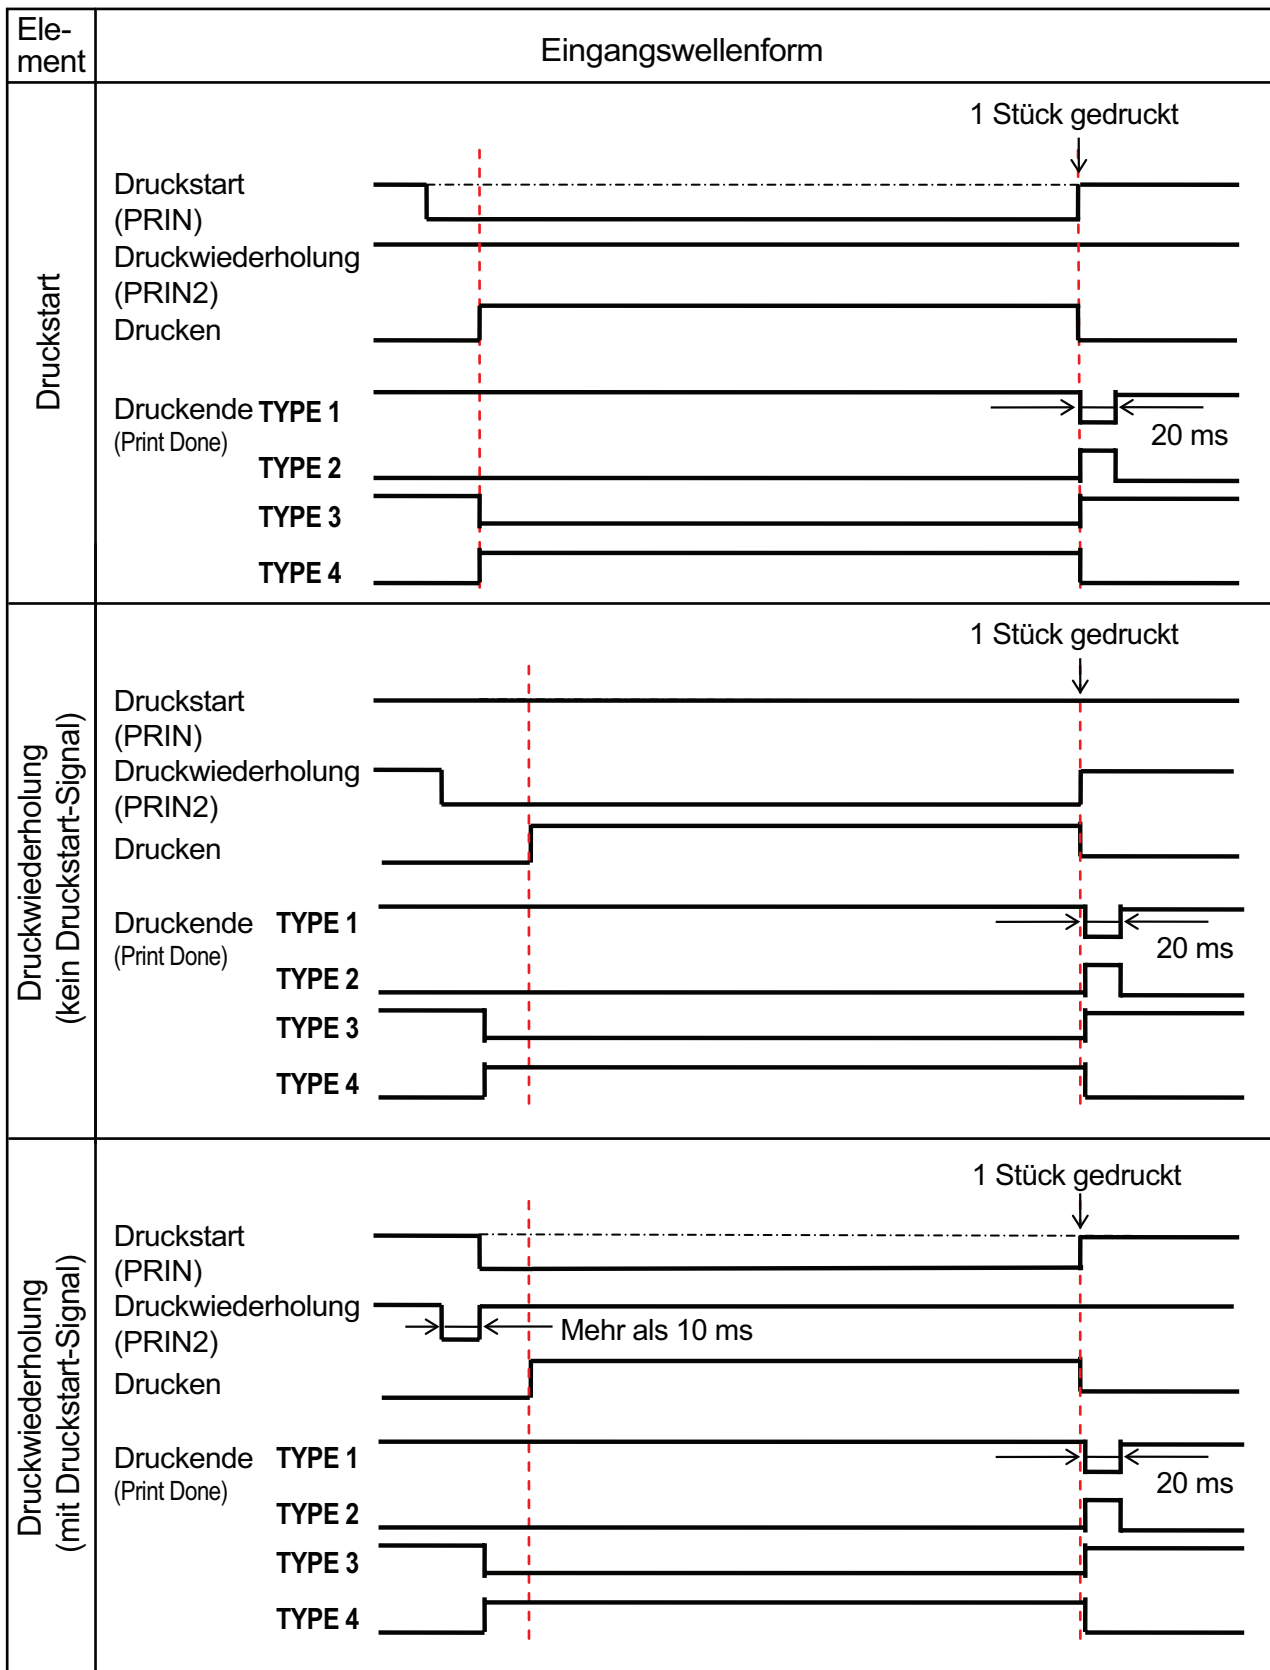 Ele-
ment
Eingangswellenform
Druckstart
1 Stück gedruckt
Druckstart
(PRIN)
Druckwiederholung
(PRIN2)
Drucken
Druckende TYPE 1
(Print Done)
20 ms
TYPE 2
TYPE 3
TYPE 4
Druckwiederholung
(kein Druckstart-Signal)
1 Stück gedruckt
Druckstart
(PRIN)
Druckwiederholung
(PRIN2)
Drucken
Druckende TYPE 1
(Print Done)
20 ms
TYPE 2
TYPE 3
TYPE 4
Druckwiederholung
(mit Druckstart-Signal)
1 Stück gedruckt
Druckstart
(PRIN)
Druckwiederholung
(PRIN2)
Mehr als 10 ms
Drucken
Druckende TYPE 1
(Print Done)
20 ms
TYPE 2
TYPE 3
TYPE 4